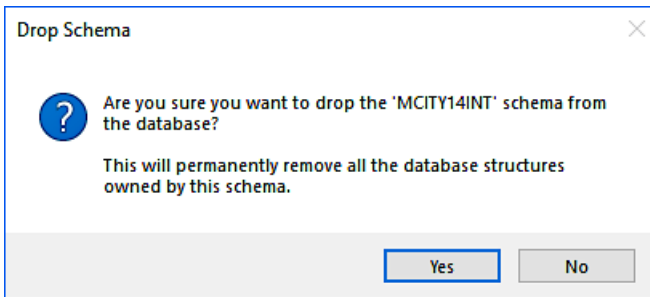 Drop Schema
Are you sure you want to drop the 'MCITY14INT' schema from
the database?
This will permanently remove all the database structures
owned by this schema.
Yes
No